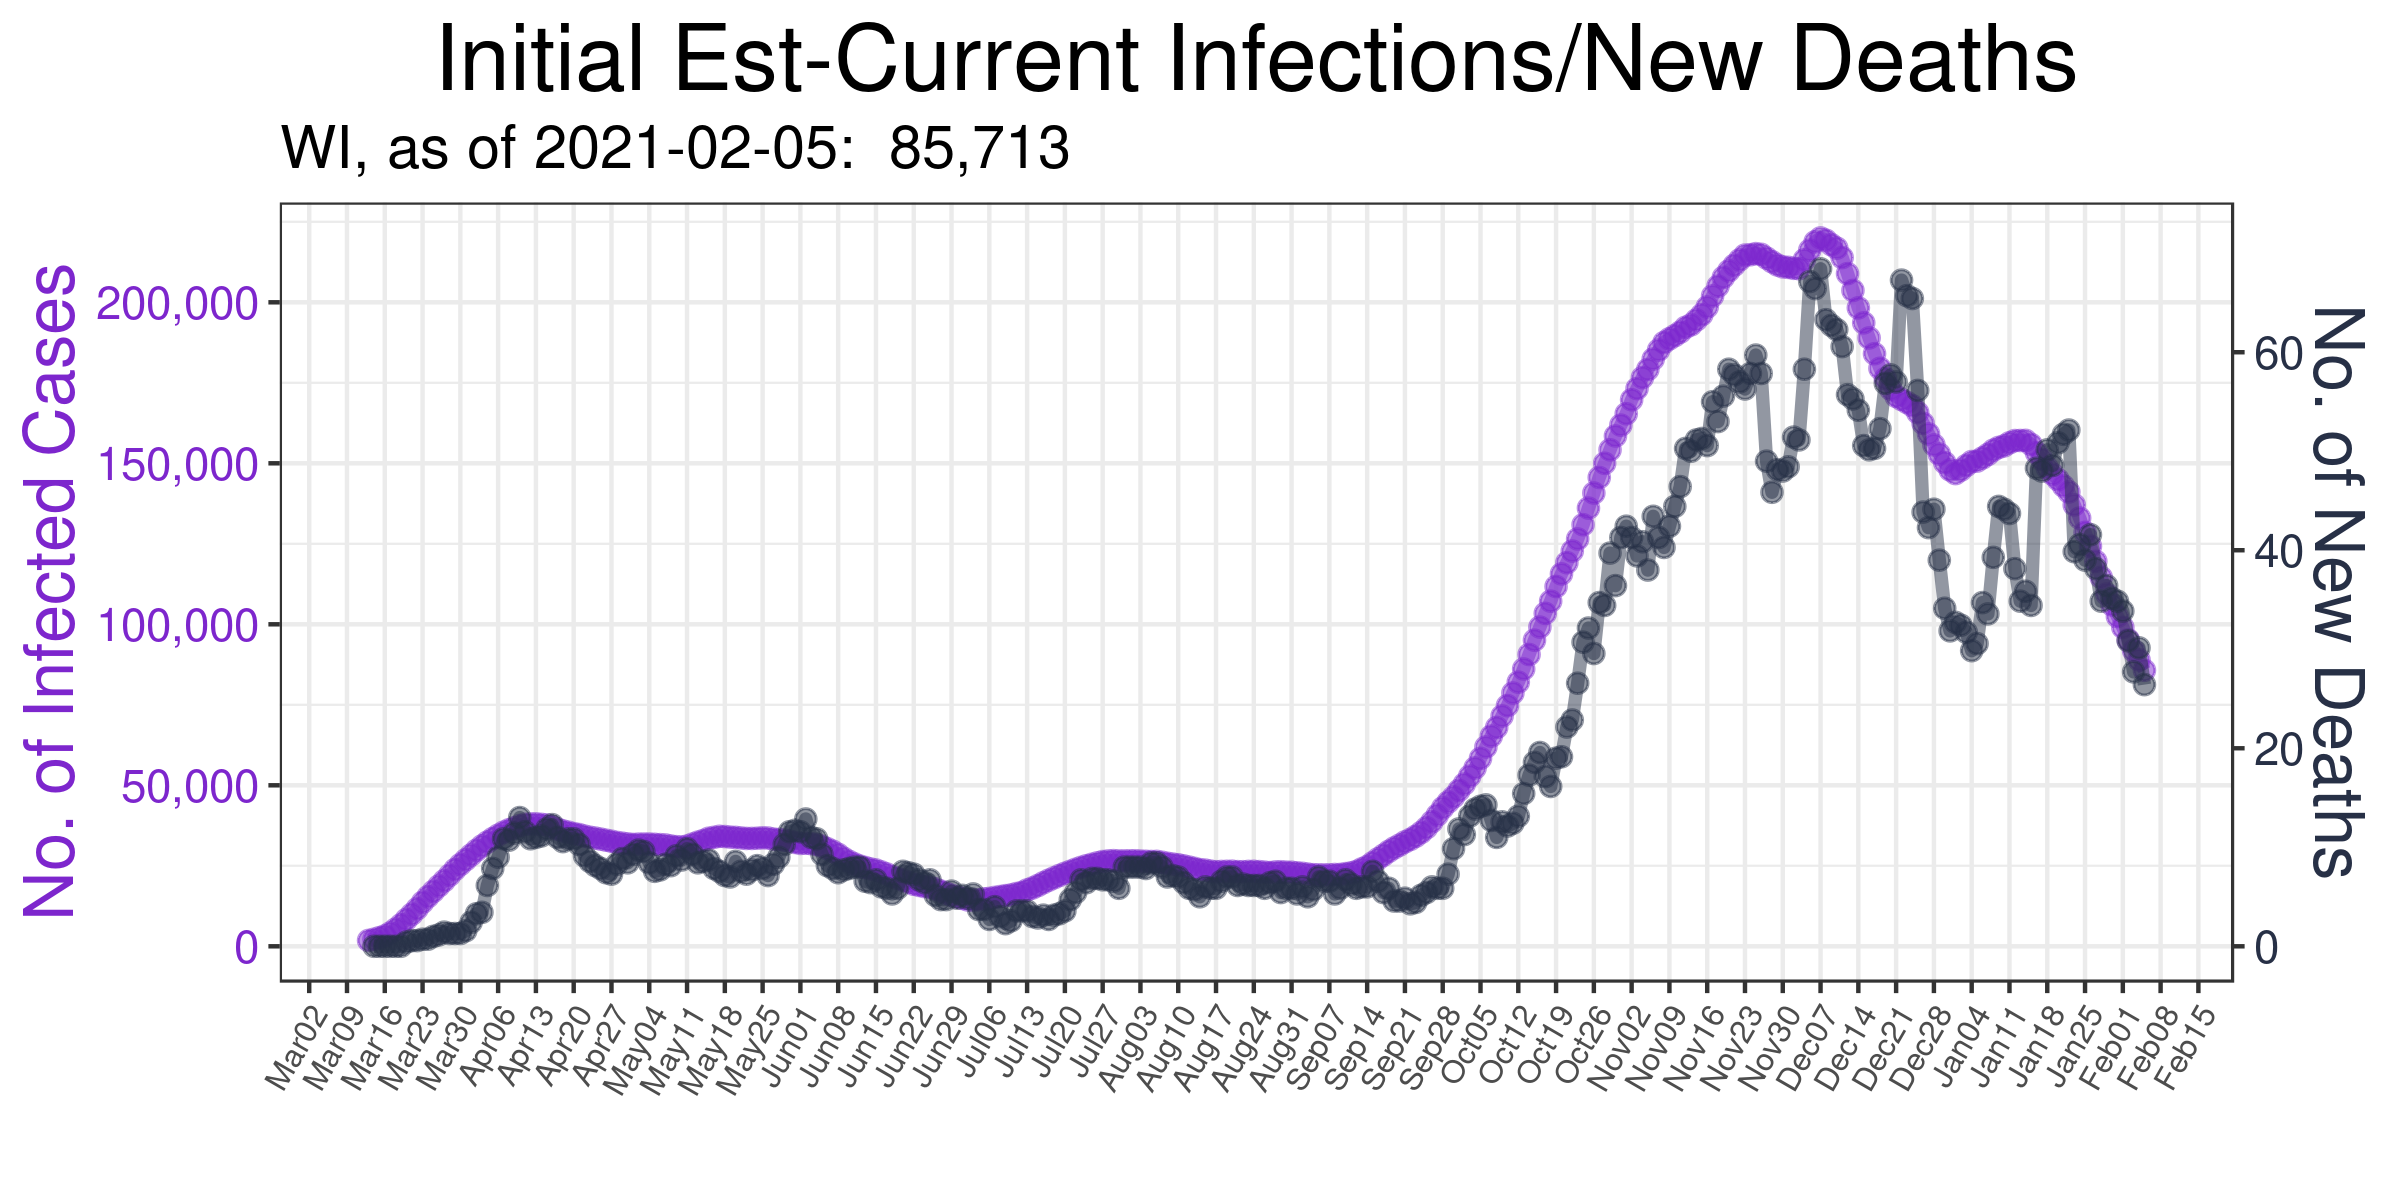 Initial Est-Current Infections/New Deaths
WI, as of 2021-02-05:  85,713
No. of Infected Cases
200,000
150,000
100,000
50,000
0
No. of New Deaths
60
40
20
0
Mar02
Mar09
Mar16
Mar23
Mar30
Apr06
Apr13
Apr20
Apr27
May04
May11
May18
May25
Jun01
Jun08
Jun15
Jun22
Jun29
Jul06
Jul13
Jul20
Jul27
Aug03
Aug10
Aug17
Aug24
Aug31
Sep07
Sep14
Sep21
Sep28
Oct05
Oct12
Oct19
Oct26
Nov02
Nov09
Nov16
Nov23
Nov30
Dec07
Dec14
Dec21
Dec28
Jan04
Jan11
Jan18
Jan25
Feb01
Feb08
Feb15